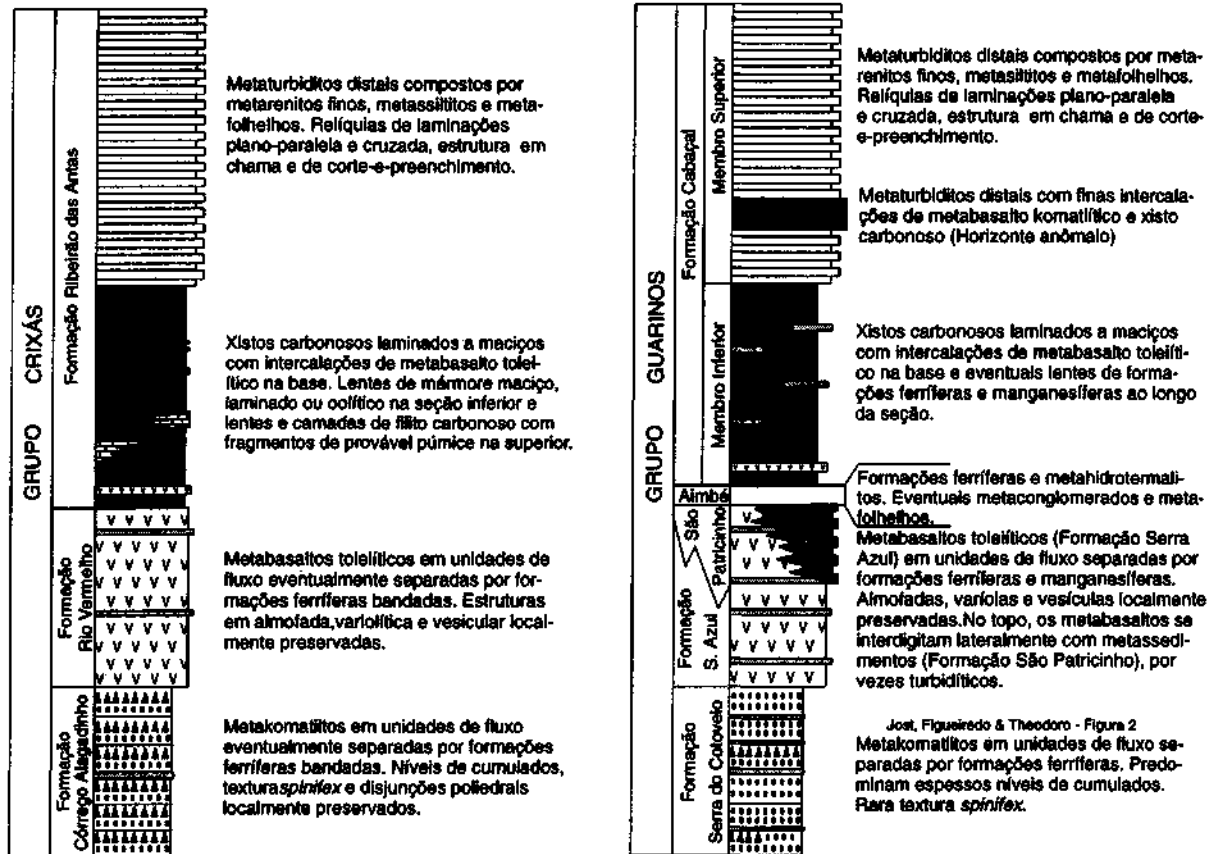 GRUPO CRIXÁS
Formação Ribeirão das Antas
Metaturbiditos distais compostos por
metarenitos finos, metassiltitos e meta-
folhelhos. Relíquias de laminações
plano-paralela e cruzada, estrutura em
chama e de corte-e-preenchimento.
Xistos carbonosos laminados a maciços
com intercalações de metabasalto toleí-
ítico na base. Lentes de mármore maciço,
laminado ou oolítico na seção inferior e
lentes e camadas de filito carbonoso com
fragmentos de provável púmice na superior.
Formação
Rio Vermelho
Metabasaltos toleiíticos em unidades de
fluxo eventualmente separadas por for-
mações ferríferas bandadas. Estruturas
em almofada,variolítica e vesicular local-
mente preservadas.
Formação
Córrego Alagadinho
Metakomatiitos em unidades de fluxo
eventualmente separadas por formações
ferríferas bandadas. Níveis de cumulados,
textura spinifex e disjunções poliedrais
localmente preservados.
GRUPO GUARINOS
Formação Cabaçal
Membro Superior
Metaturbiditos distais compostos por meta-
renitos finos, metasiltitos e metafolhelhos.
Relíquias de laminações plano-paralela
e cruzada, estrutura em chama e de corte-
e-preenchimento.
Metaturbiditos distais com finas intercala-
ções de metabasalto komatiítico e xisto
carbonoso (Horizonte anômalo)
Membro Inferior
Xistos carbonosos laminados a maciços
com intercalações de metabasalto toleiíti-
co na base e eventuais lentes de forma-
ções ferríferas e manganesíferas ao longo
da seção.
Aimbé
Formações ferríferas e metahidrotermali-
tos. Eventuais metaconglomerados e meta-
folhelhos.
São
Patricinho
Formação
S. Azul
Metabasaltos toleiíticos (Formação Serra
Azul) em unidades de fluxo separadas por
formações ferríferas e manganesíferas.
Almofadas, varíolas e vesículas localmente
preservadas.No topo, os metabasaltos se
interdigitam lateralmente com metassedi-
mentos (Formação São Patricinho), por
vezes turbidíticos.
Formação
Serra do Cotovelo
Jost, Figueiredo & Theodoro - Figura 2
Metakomatiitos em unidades de fluxo se-
paradas por formações ferríferas. Predo-
minam espessos níveis de cumulados.
Rara textura spinifex.